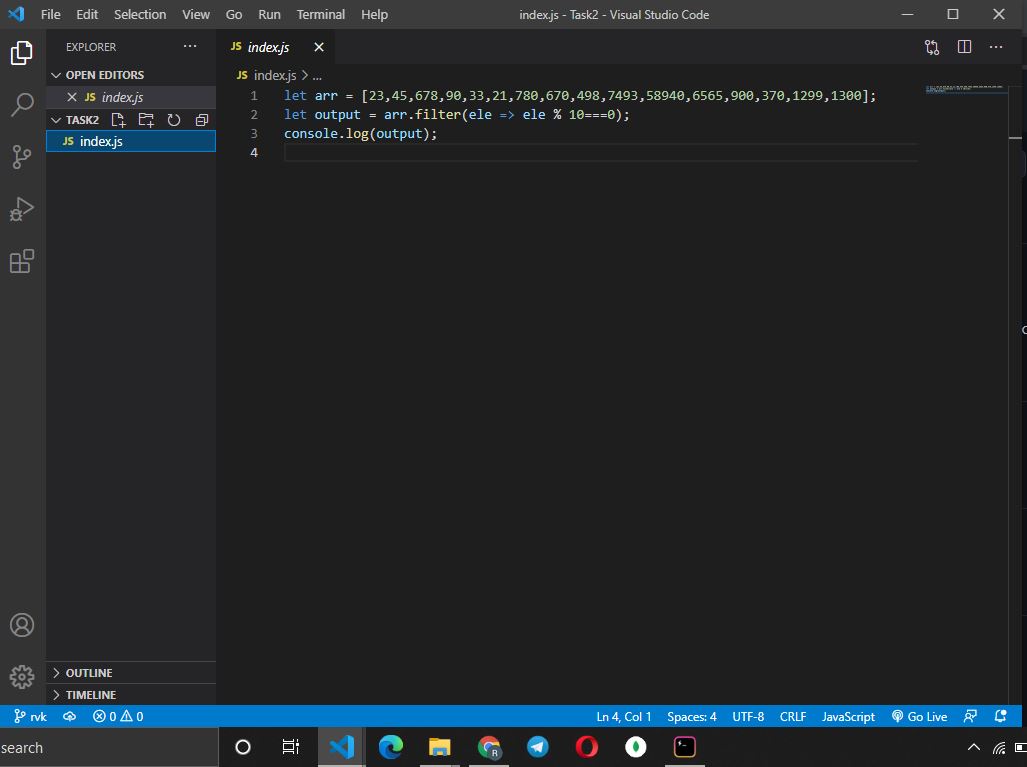 File Edit Selection View Go Run Terminal Help index.js - Task2 - Visual Studio Code
EXPLORER
OPEN EDITORS
JS index.js
TASK2
JS index.js
OUTLINE
TIMELINE
JS index.js
JS index.js > ...
1 let arr = [23,45,678,90,33,21,780,670,498,7493,58940,6565,900,370,1299,1300];
2 let output = arr.filter(ele => ele % 10===0);
3 console.log(output);
4
rvk 0 0 Ln 4, Col 1 Spaces: 4 UTF-8 CRLF JavaScript Go Live
search
R